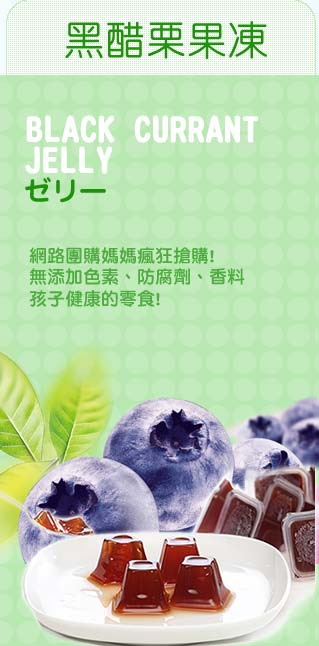 黑醋栗果凍
BLACK CURRANT
JELLY
ゼリー
網路團購媽媽瘋狂搶購!
無添加色素、防腐劑、香料
孩子健康的零食!